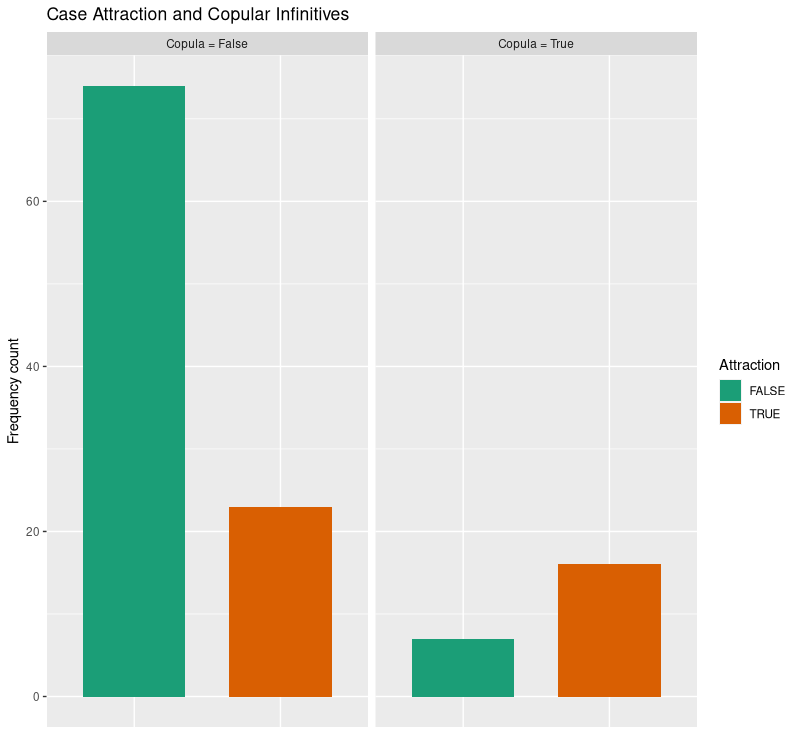 Case Attraction and Copular Infinitives
Copula = False
Copula = True
Frequency count
60
40
20
0
Attraction
FALSE
TRUE